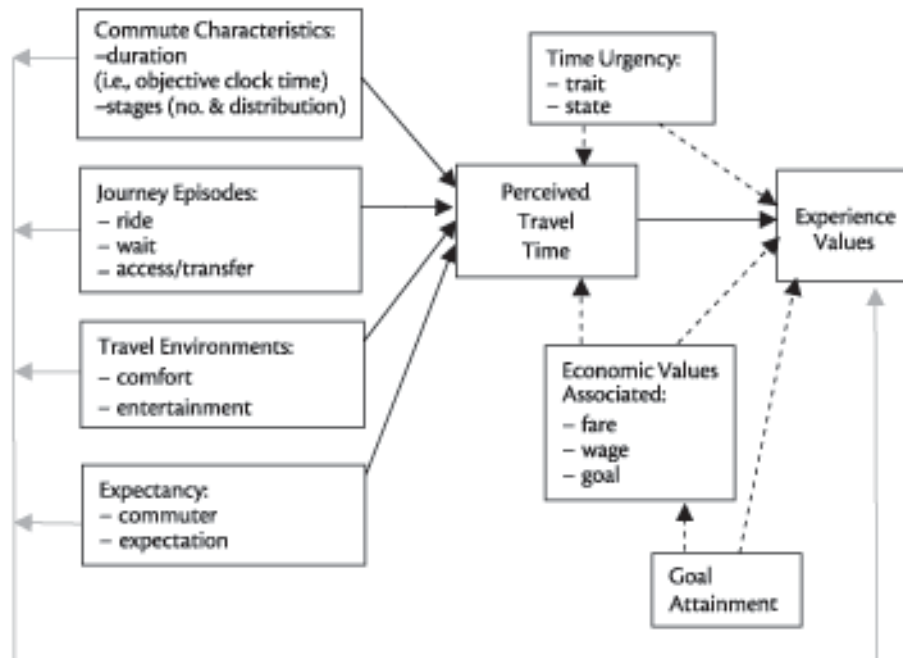 Commute Characteristics:
–duration
(i.e., objective clock time)
–stages (no. & distribution)
Journey Episodes:
– ride
– wait
– access/transfer
Travel Environments:
– comfort
– entertainment
Expectancy:
– commuter
– expectation
Time Urgency:
– trait
– state
Perceived
Travel
Time
Experience
Values
Economic Values
Associated:
– fare
– wage
– goal
Goal
Attainment